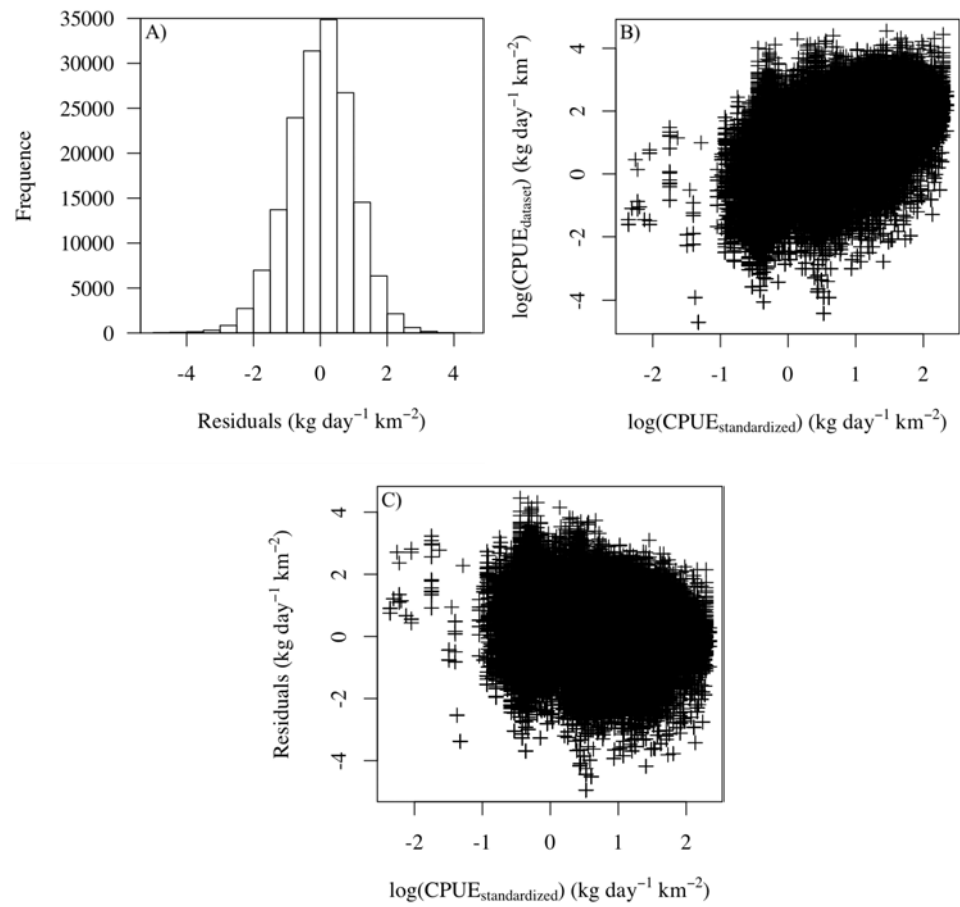 A)
35000
30000
25000
20000
15000
10000
5000
0
Frequence
-4 -2 0 2 4
Residuals (kg day⁻¹ km⁻²)
B)
4
2
0
-2
-4
log(CPUE_dataset) (kg day⁻¹ km⁻²)
-2 -1 0 1 2
log(CPUE_standardized) (kg day⁻¹ km⁻²)
C)
4
2
0
-2
-4
Residuals (kg day⁻¹ km⁻²)
-2 -1 0 1 2
log(CPUE_standardized) (kg day⁻¹ km⁻²)